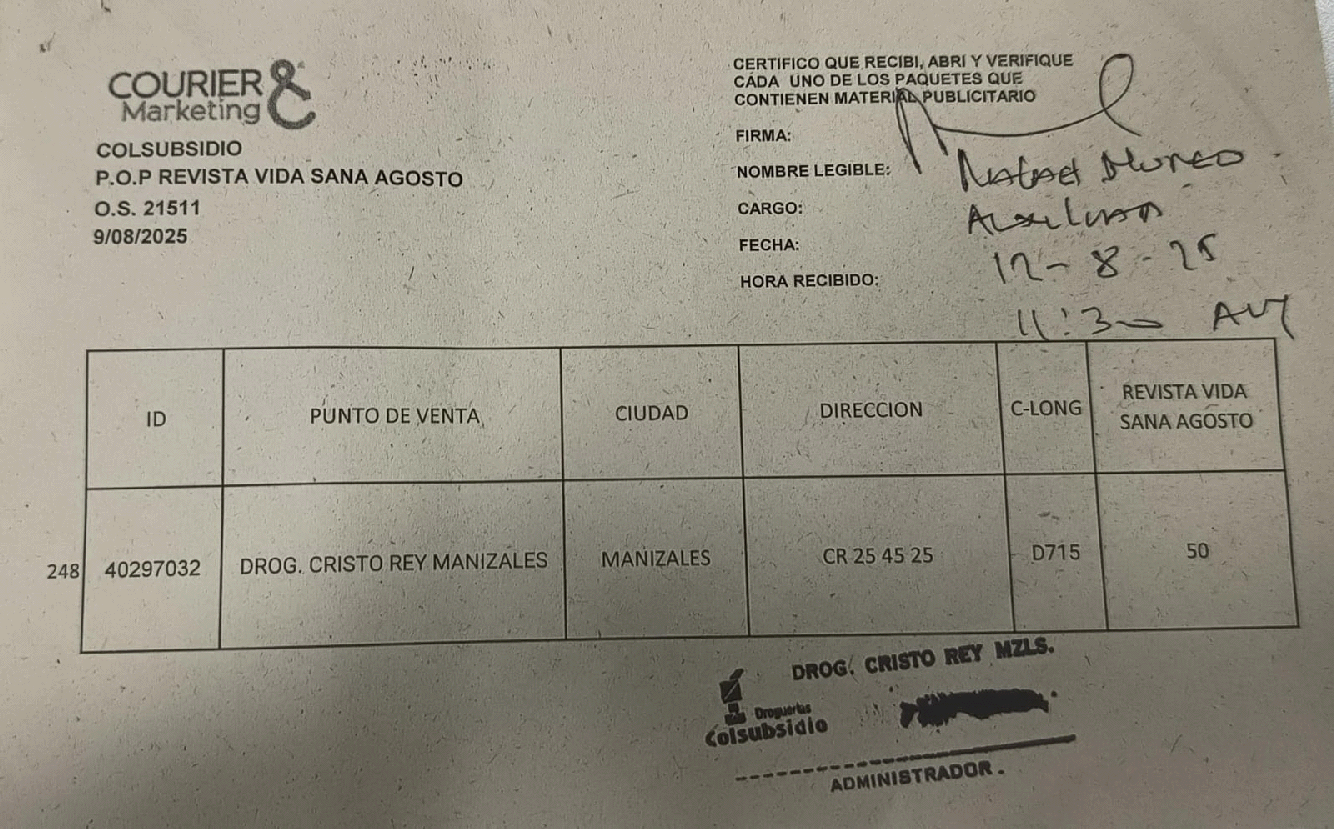 COURIER &
Marketing
COLSUBSIDIO
P.O.P REVISTA VIDA SANA AGOSTO
O.S. 21511
9/08/2025
CERTIFICO QUE RECIBI, ABRI Y VERIFIQUE
CADA UNO DE LOS PAQUETES QUE
CONTIENEN MATERIAL PUBLICITARIO
FIRMA:
NOMBRE LEGIBLE: Rafael
CARGO: Auxiliar
FECHA: 12-8-25
HORA RECIBIDO: 11:30 AM
ID PUNTO DE VENTA CIUDAD DIRECCION C-LONG REVISTA VIDA
SANA AGOSTO
248 40297032 DROG. CRISTO REY MANIZALES MANIZALES CR 25 45 25 D715 50
DROG. CRISTO REY MZLS.
Droguerías
Colsubsidio
ADMINISTRADOR.